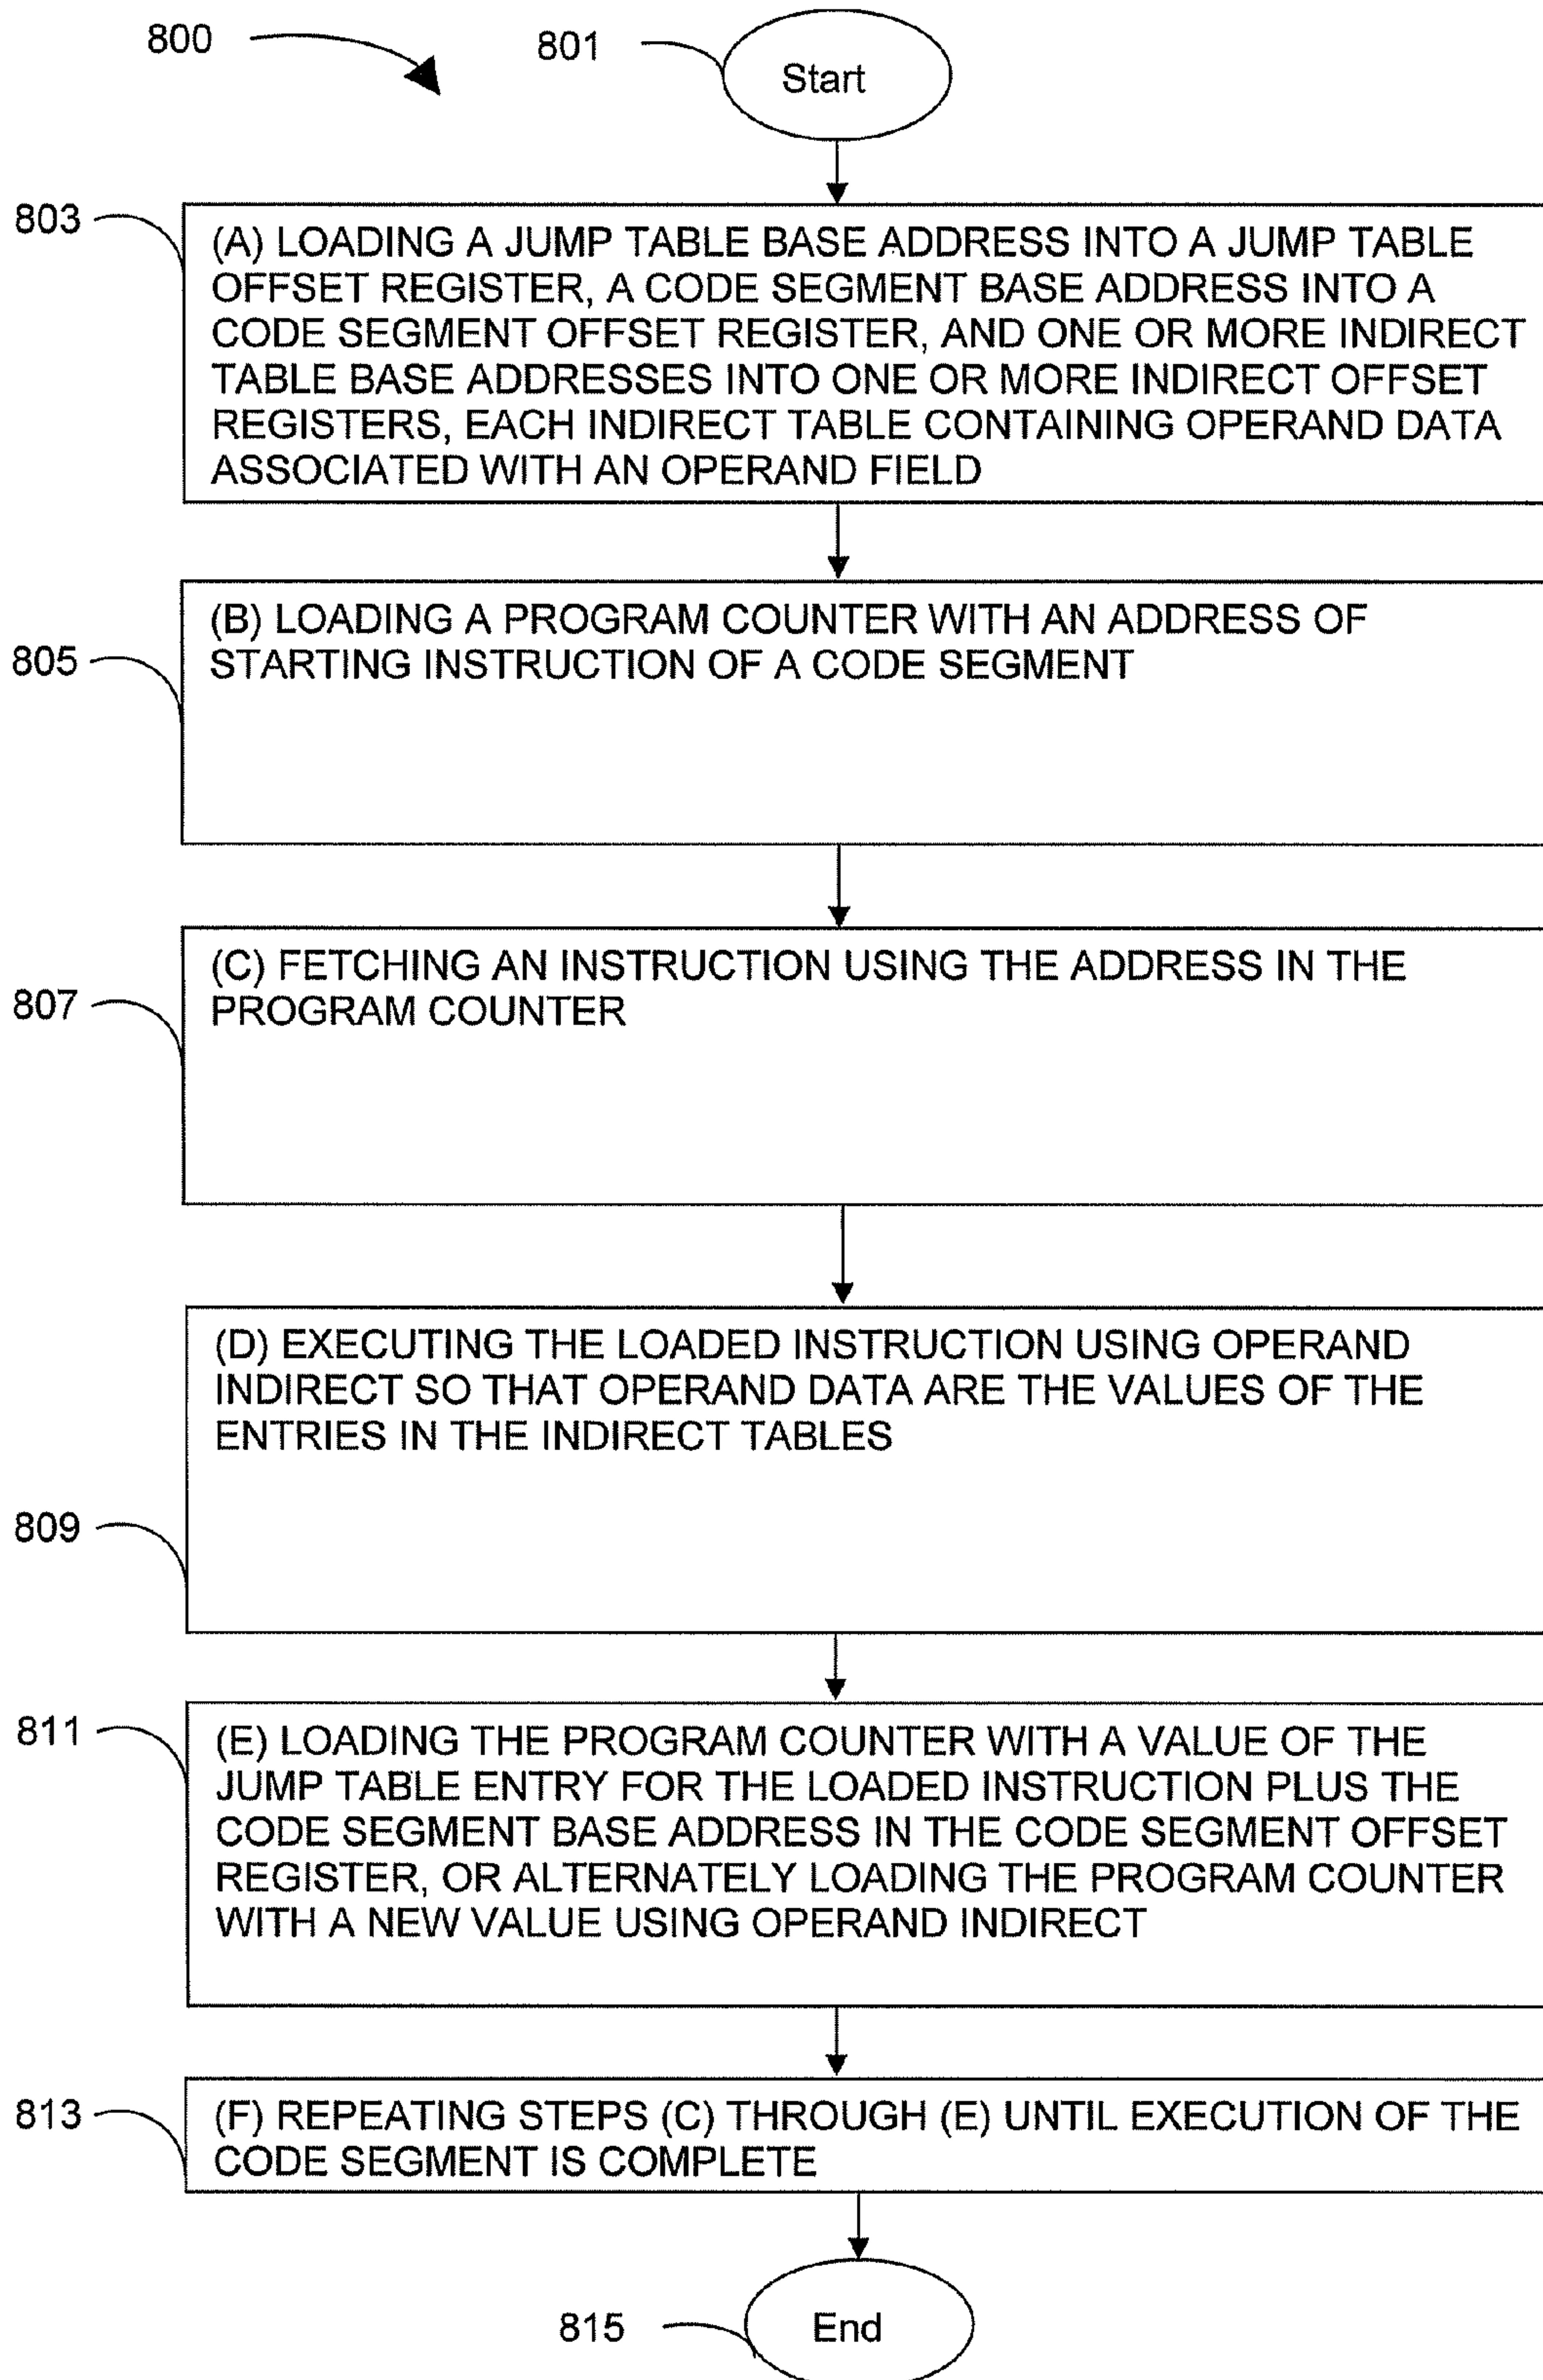 800
801
Start
803
(A) LOADING A JUMP TABLE BASE ADDRESS INTO A JUMP TABLE
OFFSET REGISTER, A CODE SEGMENT BASE ADDRESS INTO A
CODE SEGMENT OFFSET REGISTER, AND ONE OR MORE INDIRECT
TABLE BASE ADDRESSES INTO ONE OR MORE INDIRECT OFFSET
REGISTERS, EACH INDIRECT TABLE CONTAINING OPERAND DATA
ASSOCIATED WITH AN OPERAND FIELD
805
(B) LOADING A PROGRAM COUNTER WITH AN ADDRESS OF
STARTING INSTRUCTION OF A CODE SEGMENT
807
(C) FETCHING AN INSTRUCTION USING THE ADDRESS IN THE
PROGRAM COUNTER
809
(D) EXECUTING THE LOADED INSTRUCTION USING OPERAND
INDIRECT SO THAT OPERAND DATA ARE THE VALUES OF THE
ENTRIES IN THE INDIRECT TABLES
811
(E) LOADING THE PROGRAM COUNTER WITH A VALUE OF THE
JUMP TABLE ENTRY FOR THE LOADED INSTRUCTION PLUS THE
CODE SEGMENT BASE ADDRESS IN THE CODE SEGMENT OFFSET
REGISTER, OR ALTERNATELY LOADING THE PROGRAM COUNTER
WITH A NEW VALUE USING OPERAND INDIRECT
813
(F) REPEATING STEPS (C) THROUGH (E) UNTIL EXECUTION OF THE
CODE SEGMENT IS COMPLETE
815
End